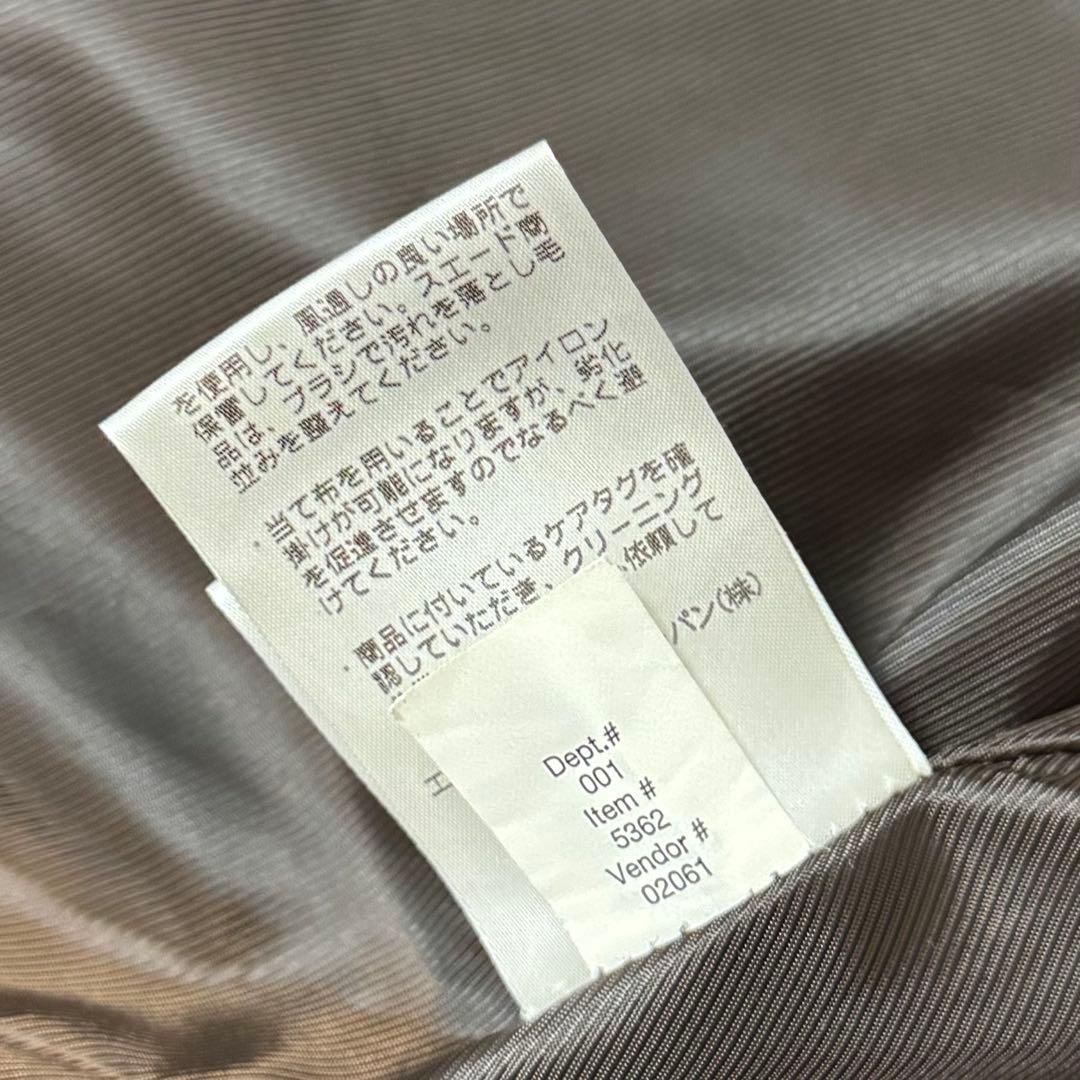 を使用し、風通しの良い場所で
保管してください。スエード商
品は、ブラシで汚れを落とし毛
並みを整えてください。
・当て布を用いることでアイロン
掛けが可能になりますが、劣化
を促進させますのでなるべく避
けてください。
・商品に付いているケアタグを確
認していただき、クリーニング
依頼して
パン(株)
エ
Dept.#
001
Item #
5362
Vendor #
02061